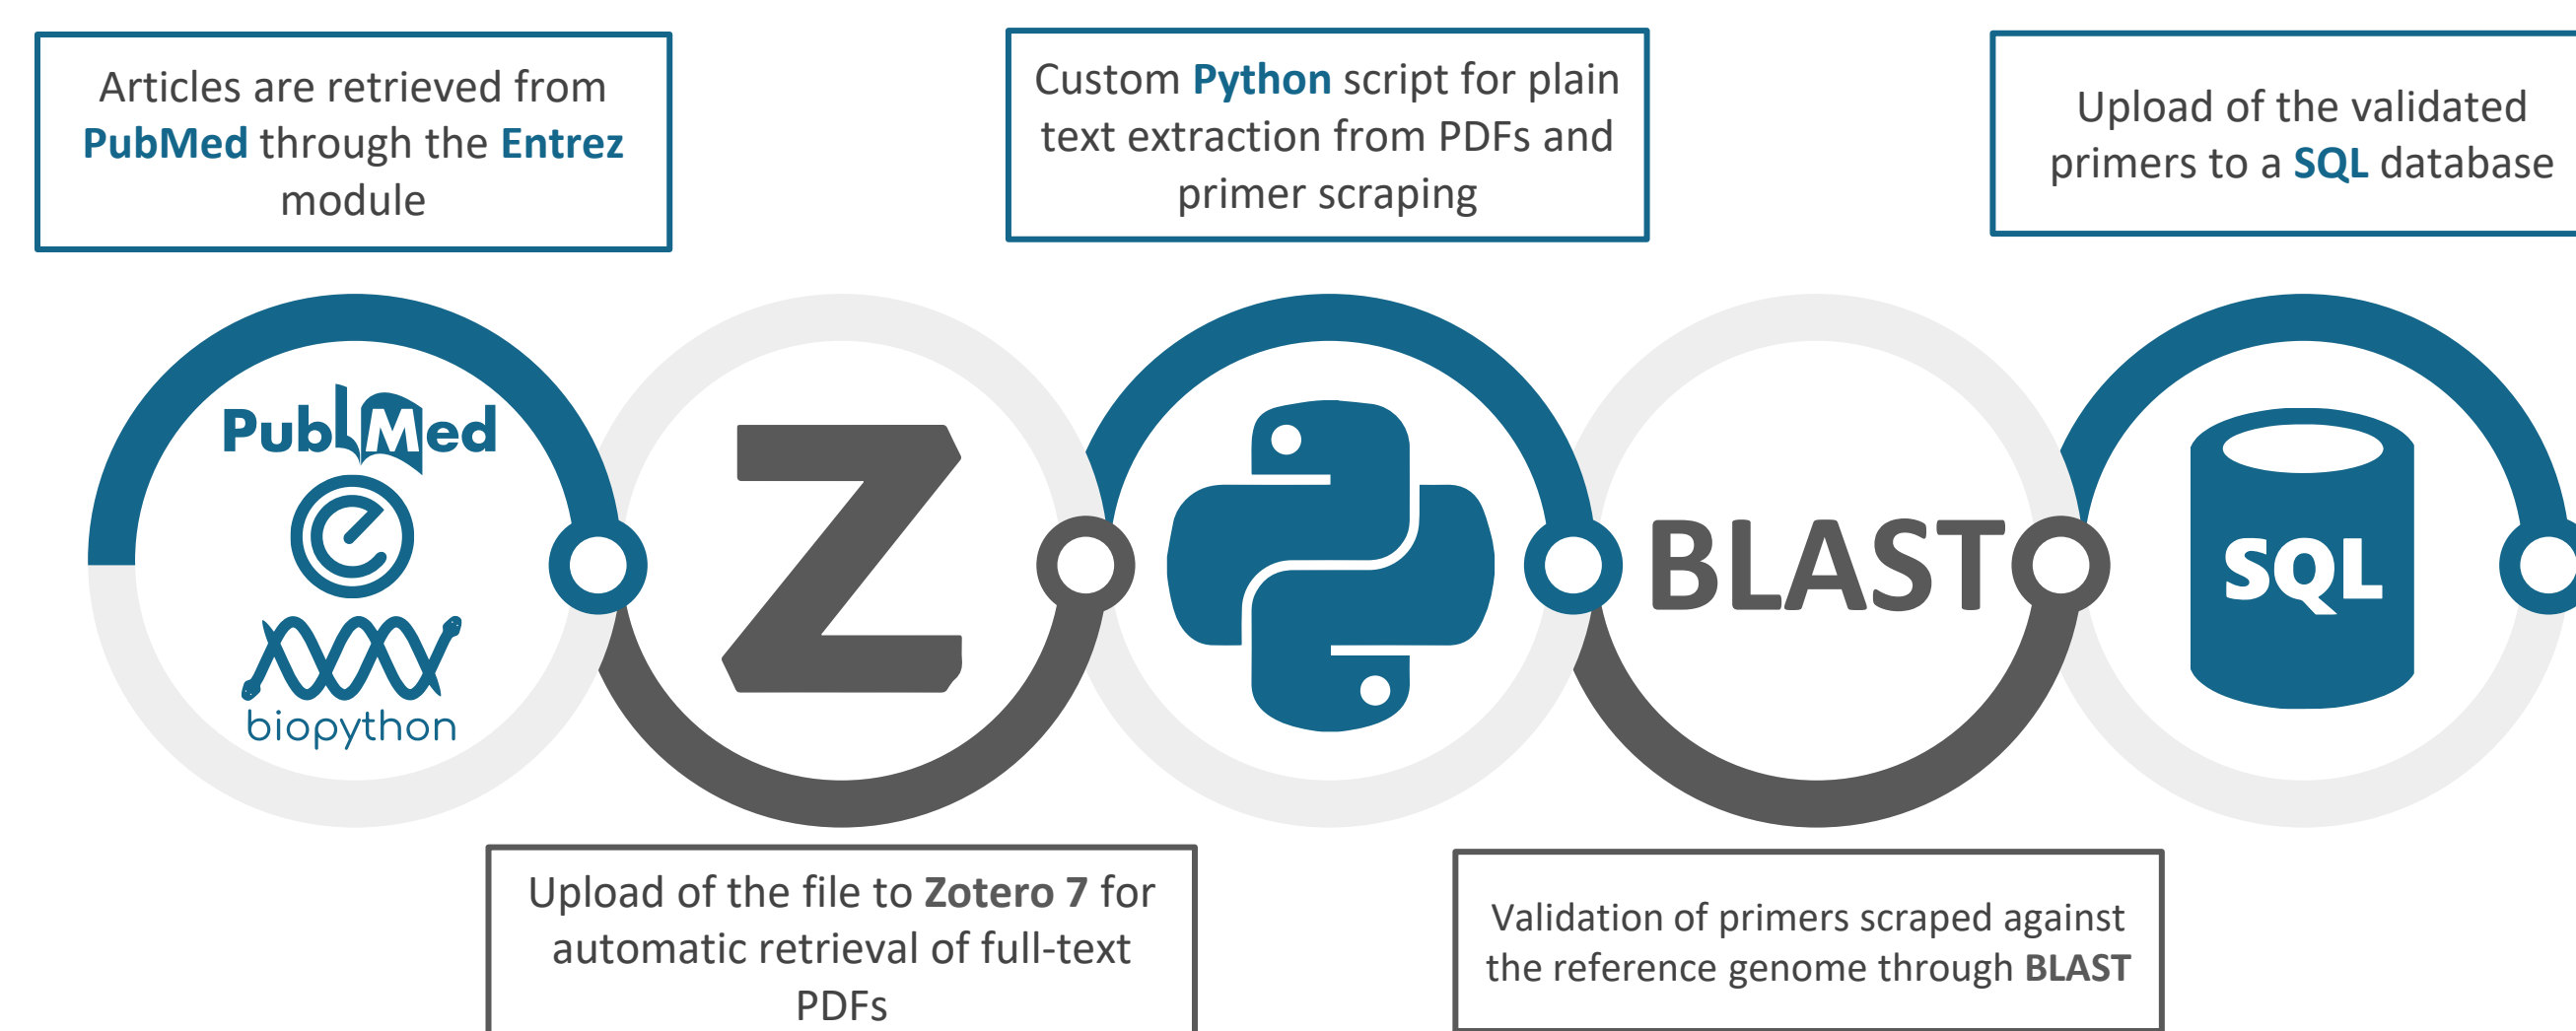 Articles are retrieved from
PubMed through the Entrez
module
Custom Python script for plain
text extraction from PDFs and
primer scraping
Upload of the validated
primers to a SQL database
PubMed
biopython
Z
BLAST
SQL
Upload of the file to Zotero 7 for
automatic retrieval of full-text
PDFs
Validation of primers scraped against
the reference genome through BLAST